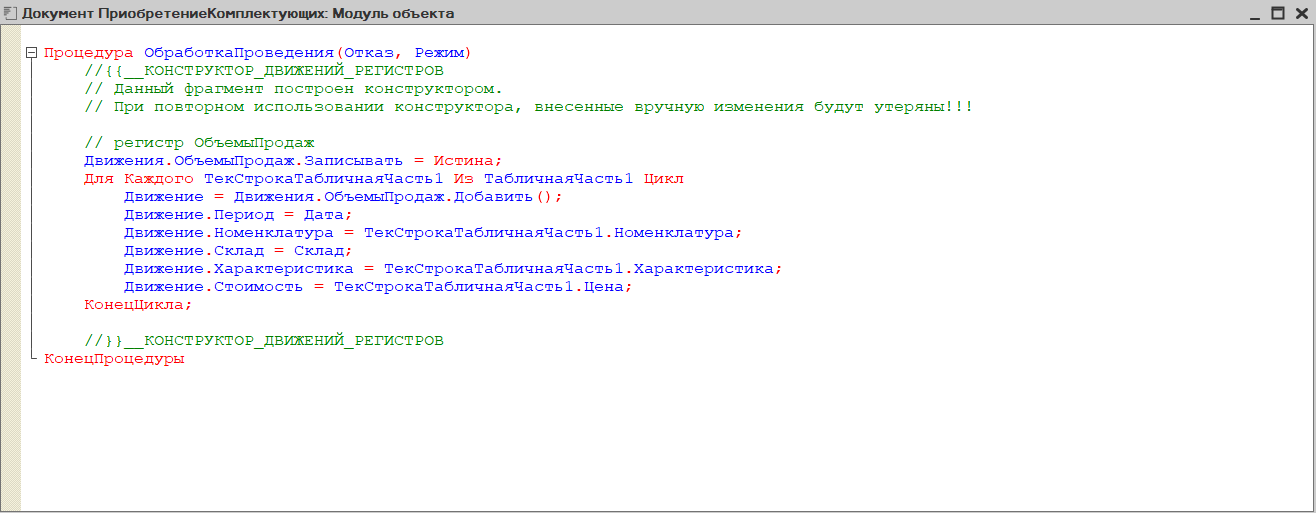 Документ ПриобретениеКомплектующих: Модуль объекта
Процедура ОбработкаПроведения(Отказ, Режим)
//{{__КОНСТРУКТОР_ДВИЖЕНИЙ_РЕГИСТРОВ
// Данный фрагмент построен конструктором.
// При повторном использовании конструктора, внесенные вручную изменения будут утеряны!!!
// регистр ОбъемыПродаж
Движения.ОбъемыПродаж.Записывать = Истина;
Для Каждого ТекСтрокаТабличнаяЧасть1 Из ТабличнаяЧасть1 Цикл
Движение = Движения.ОбъемыПродаж.Добавить();
Движение.Период = Дата;
Движение.Номенклатура = ТекСтрокаТабличнаяЧасть1.Номенклатура;
Движение.Склад = Склад;
Движение.Характеристика = ТекСтрокаТабличнаяЧасть1.Характеристика;
Движение.Стоимость = ТекСтрокаТабличнаяЧасть1.Цена;
КонецЦикла;
//}}__КОНСТРУКТОР_ДВИЖЕНИЙ_РЕГИСТРОВ
КонецПроцедуры